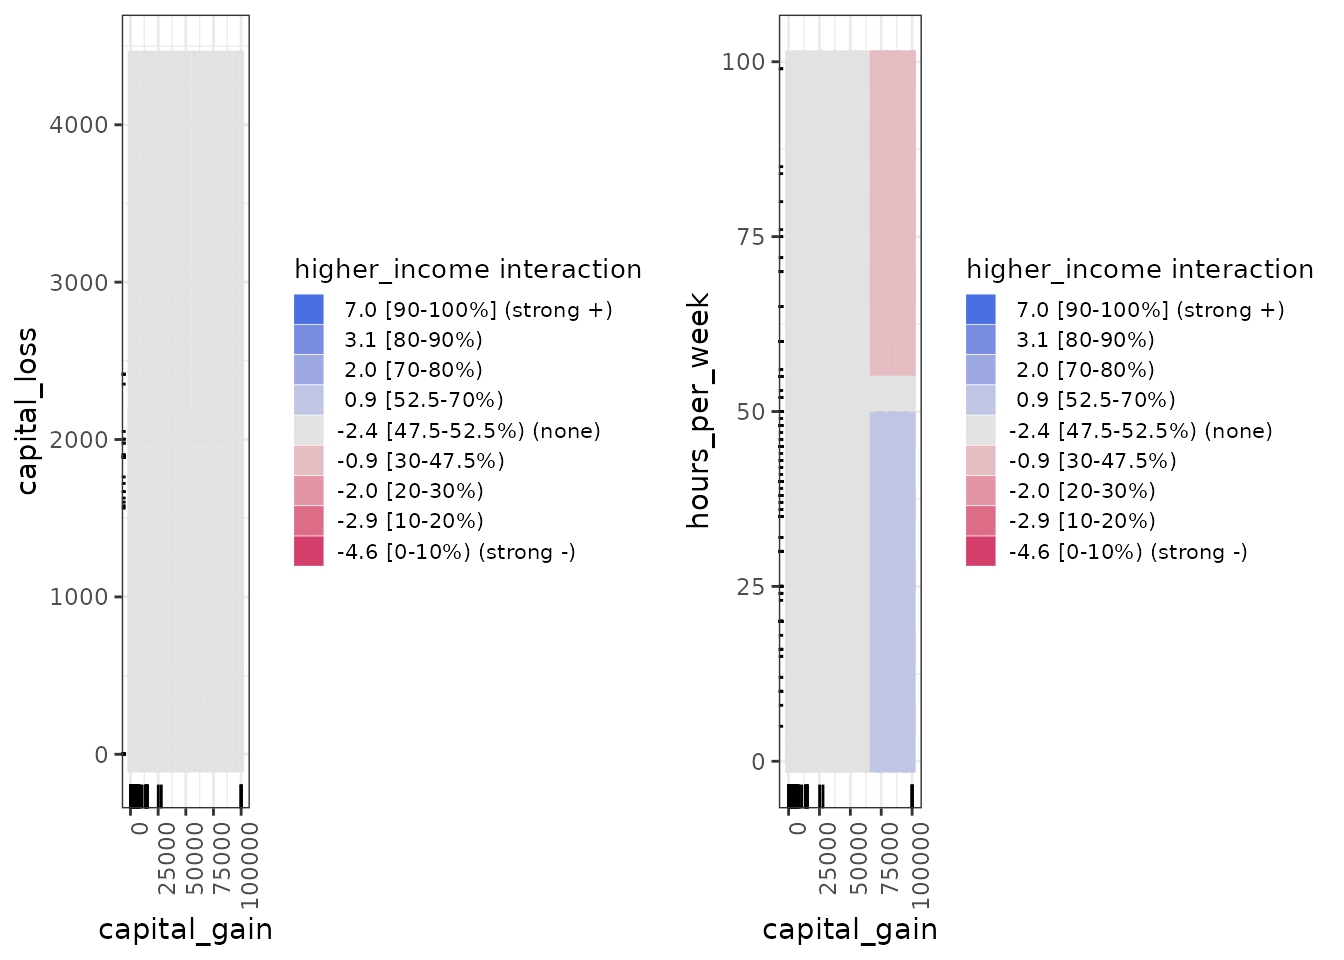 capital_loss
4000
3000
2000
1000
0
0
25000
50000
75000
100000
capital_gain
higher_income interaction
7.0 [90-100%] (strong +)
3.1 [80-90%)
2.0 [70-80%)
0.9 [52.5-70%)
-2.4 [47.5-52.5%) (none)
-0.9 [30-47.5%)
-2.0 [20-30%)
-2.9 [10-20%)
-4.6 [0-10%) (strong -)
hours_per_week
100
75
50
25
0
0
25000
50000
75000
100000
capital_gain
higher_income interaction
7.0 [90-100%] (strong +)
3.1 [80-90%)
2.0 [70-80%)
0.9 [52.5-70%)
-2.4 [47.5-52.5%) (none)
-0.9 [30-47.5%)
-2.0 [20-30%)
-2.9 [10-20%)
-4.6 [0-10%) (strong -)